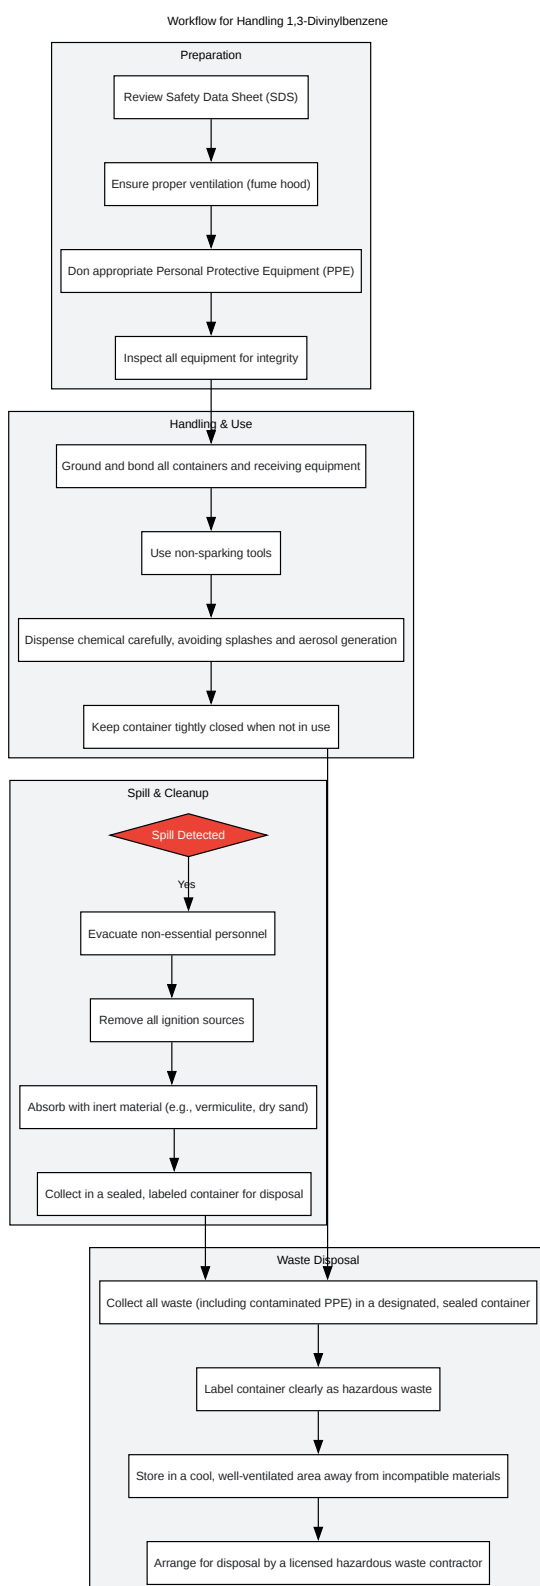 Workflow for Handling 1,3-Divinylbenzene
Preparation
Review Safety Data Sheet (SDS)
Ensure proper ventilation (fume hood)
Don appropriate Personal Protective Equipment (PPE)
Inspect all equipment for integrity
Handling & Use
Ground and bond all containers and receiving equipment
Use non-sparking tools
Dispense chemical carefully, avoiding splashes and aerosol generation
Keep container tightly closed when not in use
Spill & Cleanup
Spill Detected
Yes
Evacuate non-essential personnel
Remove all ignition sources
Absorb with inert material (e.g., vermiculite, dry sand)
Collect in a sealed, labeled container for disposal
Waste Disposal
Collect all waste (including contaminated PPE) in a designated, sealed container
Label container clearly as hazardous waste
Store in a cool, well-ventilated area away from incompatible materials
Arrange for disposal by a licensed hazardous waste contractor